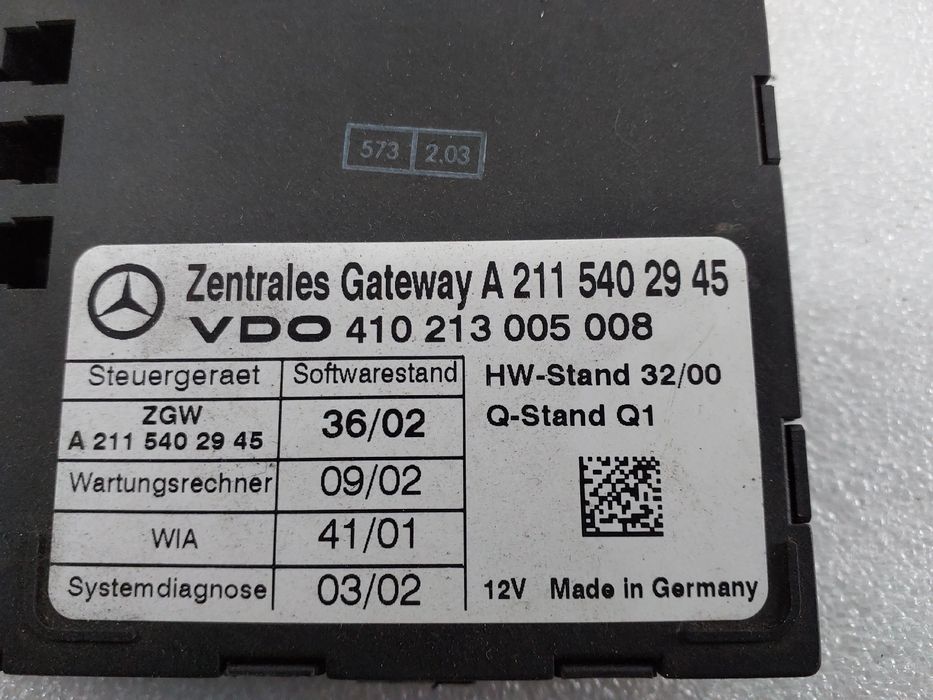 573 2.03
Zentrales Gateway A 211 540 29 45
VDO 410 213 005 008
Steuergeraet Softwarestand HW-Stand 32/00
ZGW
A 211 540 29 45 36/02 Q-Stand Q1
Wartungsrechner 09/02
WIA 41/01
Systemdiagnose 03/02 12V Made in Germany